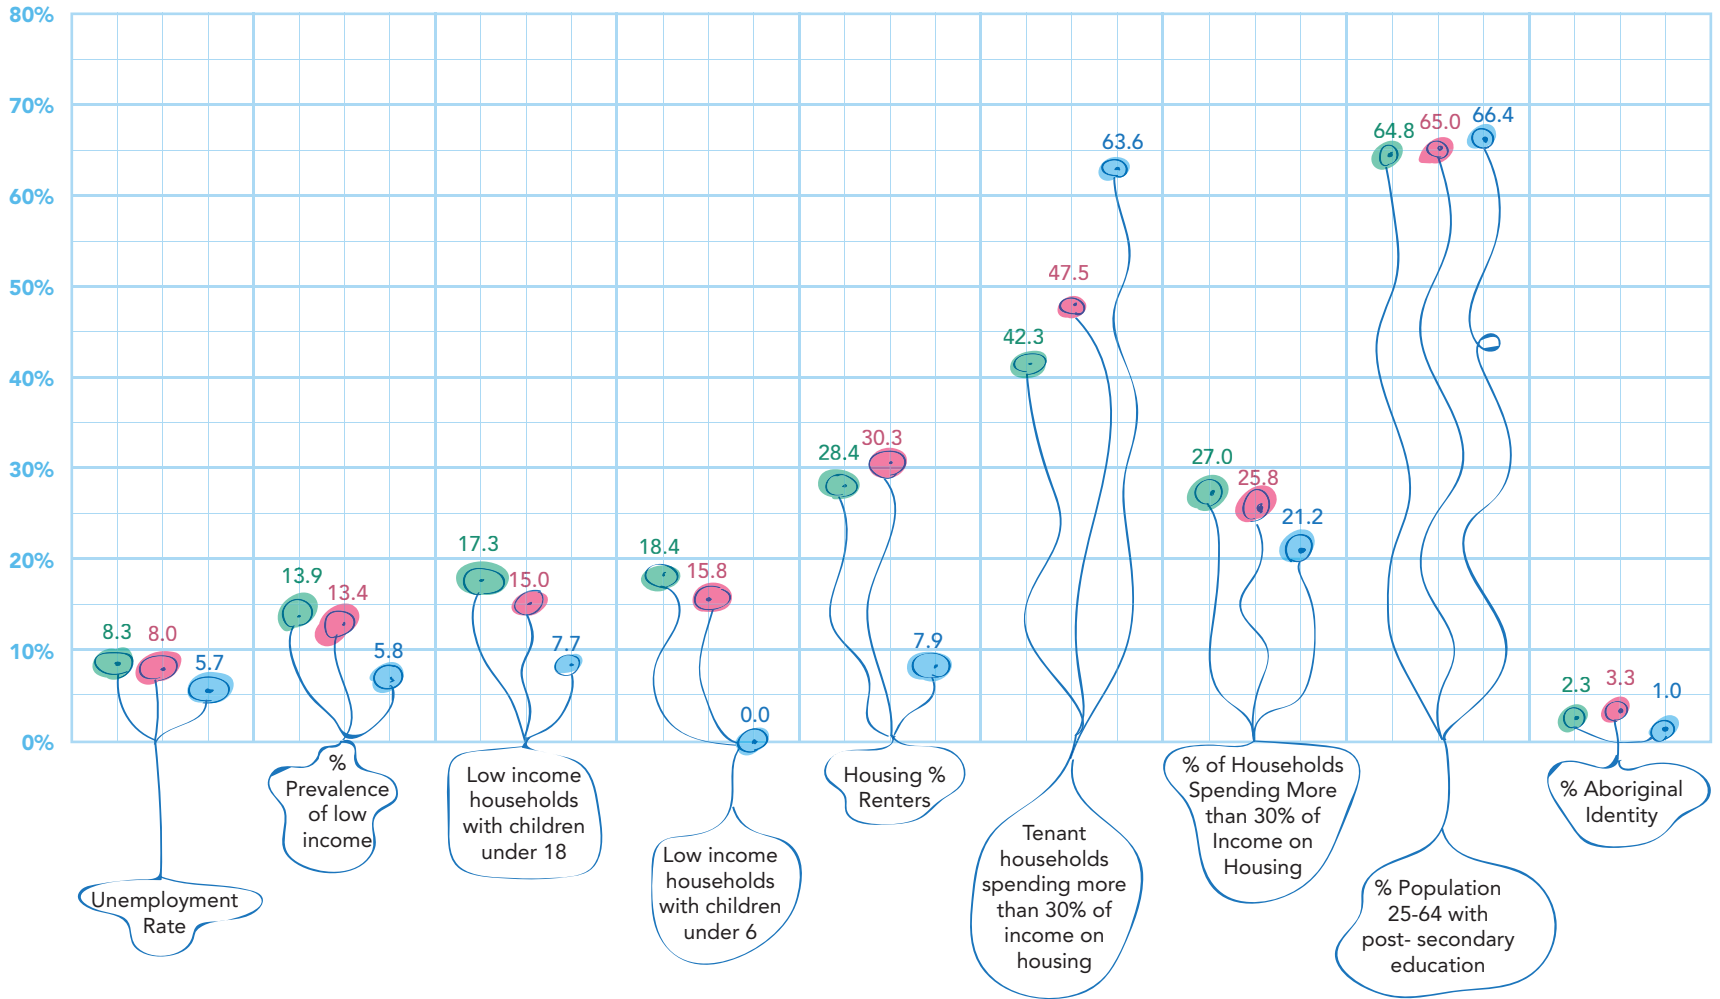 80%
70%
60%
50%
40%
30%
20%
10%
0%
8.3
8.0
5.7
13.9
13.4
5.8
17.3
15.0
7.7
18.4
15.8
0.0
28.4
30.3
7.9
42.3
47.5
63.6
27.0
25.8
21.2
64.8
65.0
66.4
2.3
3.3
1.0
Unemployment
Rate
%
Prevalence
of low
income
Low income
households
with children
under 18
Low income
households
with children
under 6
Housing %
Renters
Tenant
households
spending more
than 30% of
income on
housing
% of Households
Spending More
than 30% of
Income on
Housing
% Population
25-64 with
post- secondary
education
% Aboriginal
Identity